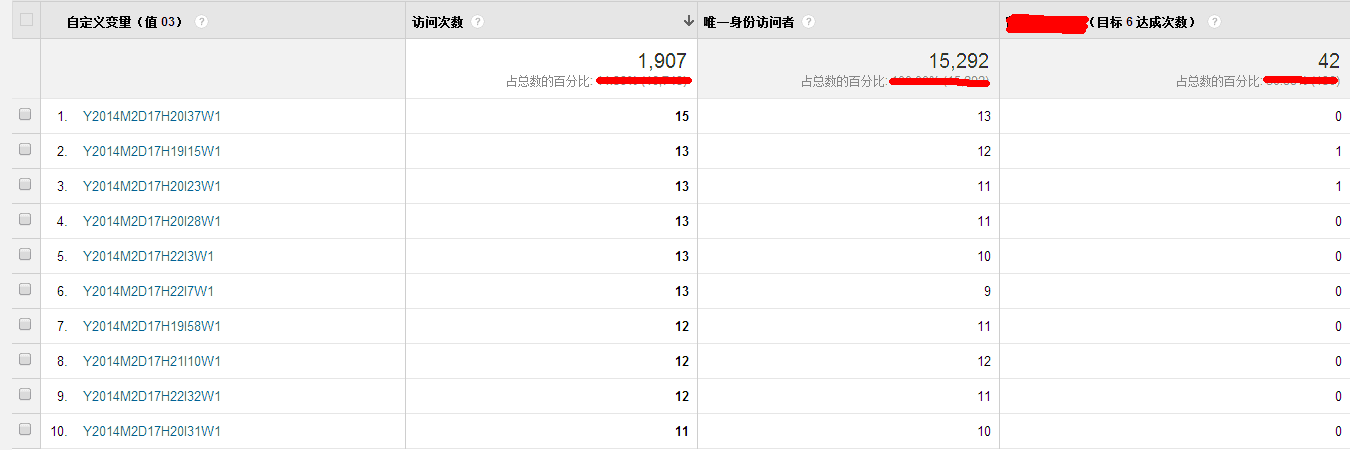 自定义变量（值 03） ? 访问次数 ? 唯一身份访问者 ? （目标 6 达成次数） ?
1,907 15,292 42
占总数的百分比: 占总数的百分比: 占总数的百分比:
1. Y2014M2D17H20I37W1 15 13 0
2. Y2014M2D17H19I15W1 13 12 1
3. Y2014M2D17H20I23W1 13 11 1
4. Y2014M2D17H20I28W1 13 11 0
5. Y2014M2D17H22I3W1 13 10 0
6. Y2014M2D17H22I7W1 13 9 0
7. Y2014M2D17H19I58W1 12 11 0
8. Y2014M2D17H21I10W1 12 12 0
9. Y2014M2D17H22I32W1 12 11 0
10. Y2014M2D17H20I31W1 11 10 0